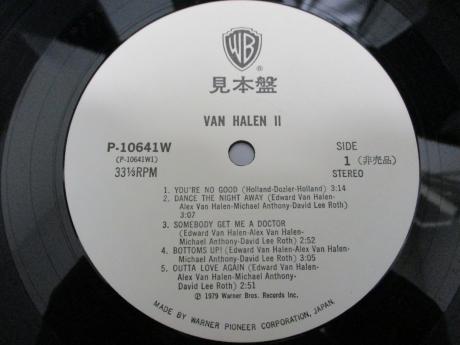 WB
®
見本盤
VAN HALEN II
P-10641W
(P-10641W1)
33⅓RPM
SIDE
1 (非売品)
STEREO
1. YOU'RE NO GOOD (Holland-Dozier-Holland) 3:14
2. DANCE THE NIGHT AWAY (Edward Van Halen-
Alex Van Halen-Michael Anthony-David Lee Roth)
3:07
3. SOMEBODY GET ME A DOCTOR
(Edward Van Halen-Alex Van Halen-
Michael Anthony-David Lee Roth) 2:52
4. BOTTOMS UP! (Edward Van Halen-Alex Van Halen-
Michael Anthony-David Lee Roth) 3:05
5. OUTTA LOVE AGAIN (Edward Van Halen-
Alex Van Halen-Michael Anthony-
David Lee Roth) 2:51
℗ 1979 Warner Bros. Records Inc.
MADE BY WARNER PIONEER CORPORATION, JAPAN.